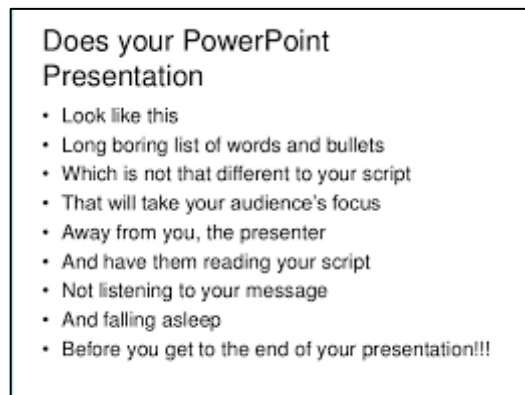 Does your PowerPoint
Presentation
• Look like this
• Long boring list of words and bullets
• Which is not that different to your script
• That will take your audience's focus
• Away from you, the presenter
• And have them reading your script
• Not listening to your message
• And falling asleep
• Before you get to the end of your presentation!!!